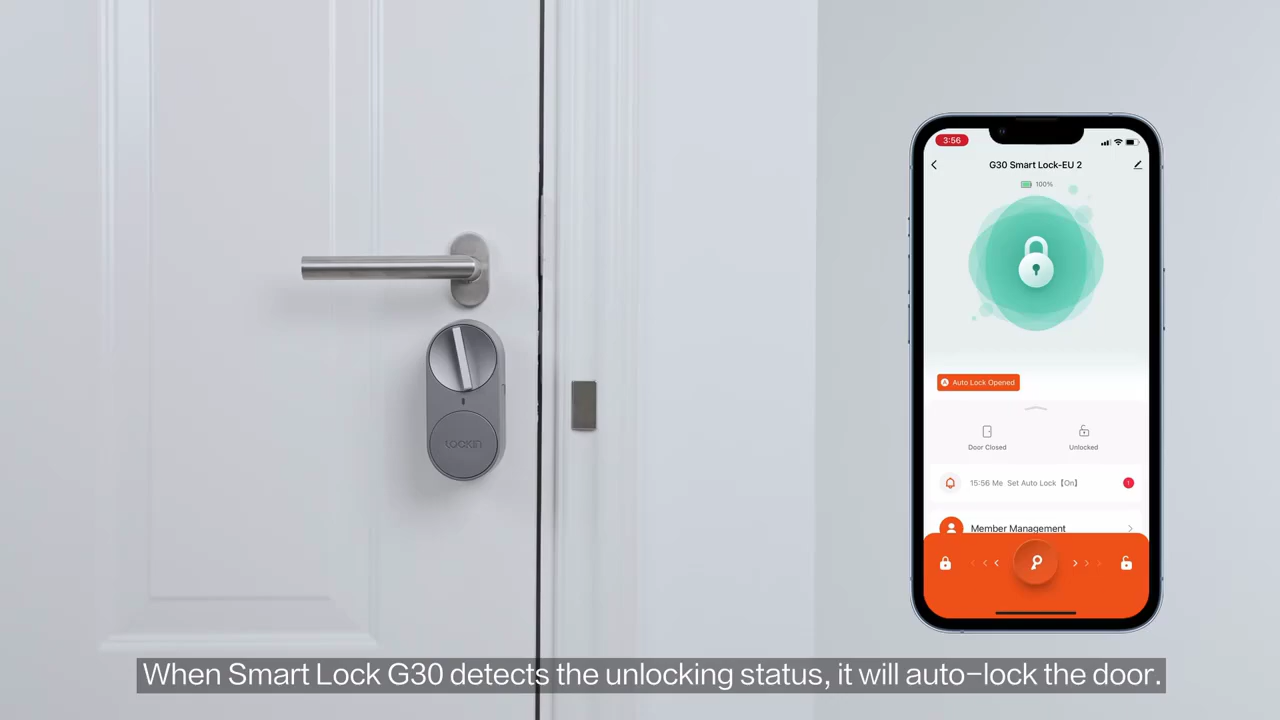 3:56
G30 Smart Lock-EU 2
100%
Auto Lock Opened
Door Closed
Unlocked
15:56 Me Set Auto Lock【On】
Member Management
LOCKIN
When Smart Lock G30 detects the unlocking status, it will auto-lock the door.